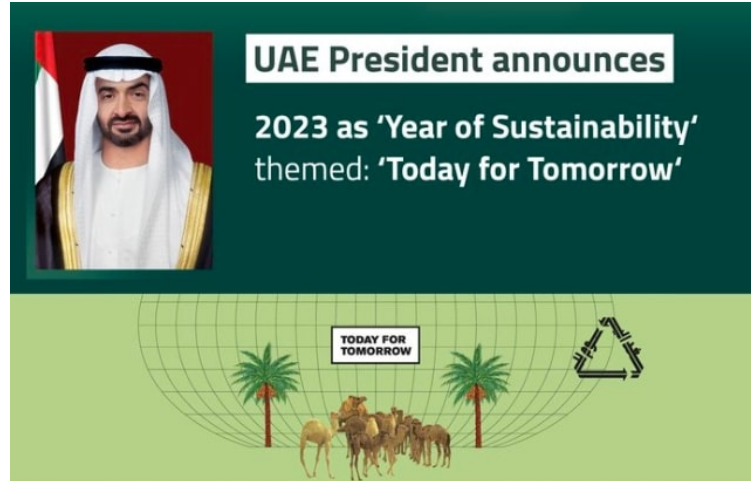 UAE President announces
2023 as ‘Year of Sustainability‘
themed: ‘Today for Tomorrow‘
TODAY FOR
TOMORROW